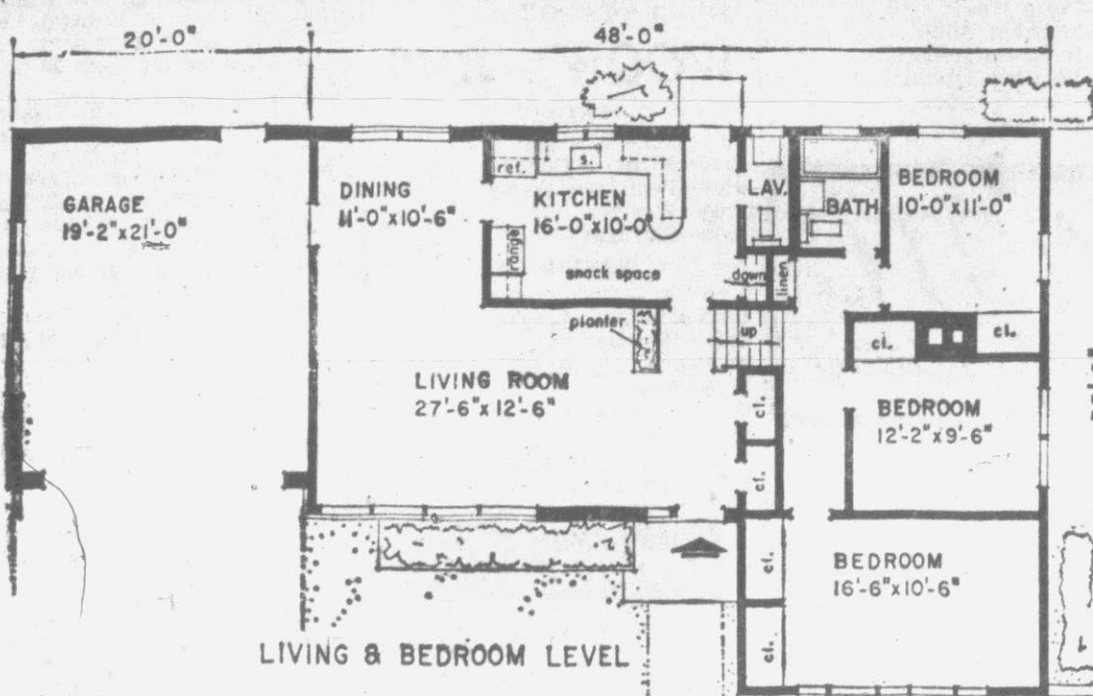 20'-0" 48'-0"
GARAGE
19'-2"x21'-0"
DINING
11'-0"x10'-6"
ref.
s.
KITCHEN
16'-0"x10'-0"
range
snack space
LAV.
BATH
BEDROOM
10'-0"x11'-0"
down
linen
planter
up
cl.
cl.
LIVING ROOM
27'-6"x12'-6"
cl.
BEDROOM
12'-2"x9'-6"
cl.
cl.
BEDROOM
16'-6"x10'-6"
cl.
LIVING & BEDROOM LEVEL